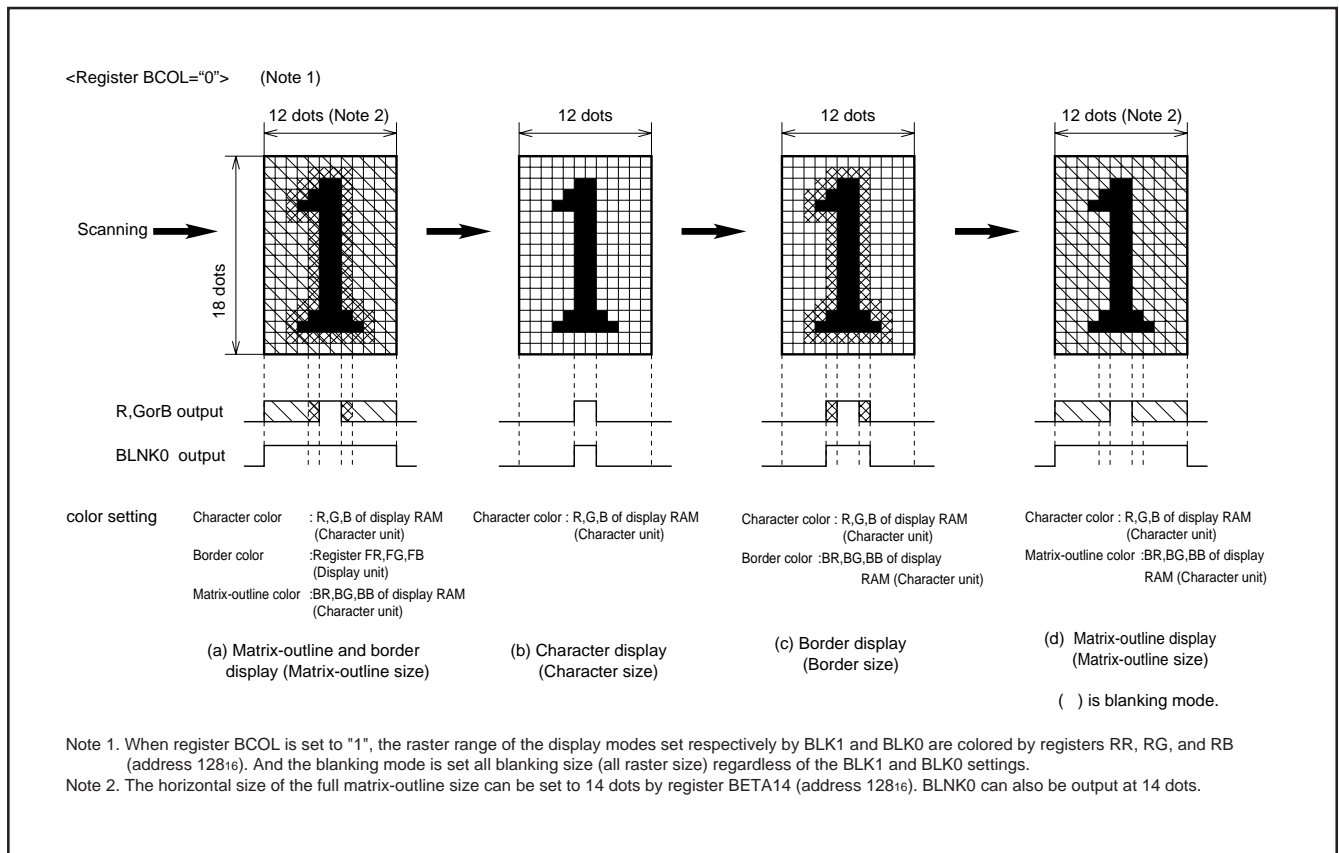 <Register BCOL=“0”> (Note 1)
12 dots (Note 2) 12 dots 12 dots 12 dots (Note 2)
Scanning
18 dots
R,GorB output
BLNK0 output
color setting
Character color : R,G,B of display RAM
(Character unit)
Border color :Register FR,FG,FB
(Display unit)
Matrix-outline color :BR,BG,BB of display RAM
(Character unit)
(a) Matrix-outline and border
display (Matrix-outline size)
Character color : R,G,B of display RAM
(Character unit)
(b) Character display
(Character size)
Character color : R,G,B of display RAM
(Character unit)
Border color :BR,BG,BB of display
RAM (Character unit)
(c) Border display
(Border size)
Character color : R,G,B of display RAM
(Character unit)
Matrix-outline color :BR,BG,BB of display
RAM (Character unit)
(d) Matrix-outline display
(Matrix-outline size)
( ) is blanking mode.
Note 1. When register BCOL is set to "1", the raster range of the display modes set respectively by BLK1 and BLK0 are colored by registers RR, RG, and RB
(address 12816). And the blanking mode is set all blanking size (all raster size) regardless of the BLK1 and BLK0 settings.
Note 2. The horizontal size of the full matrix-outline size can be set to 14 dots by register BETA14 (address 12816). BLNK0 can also be output at 14 dots.